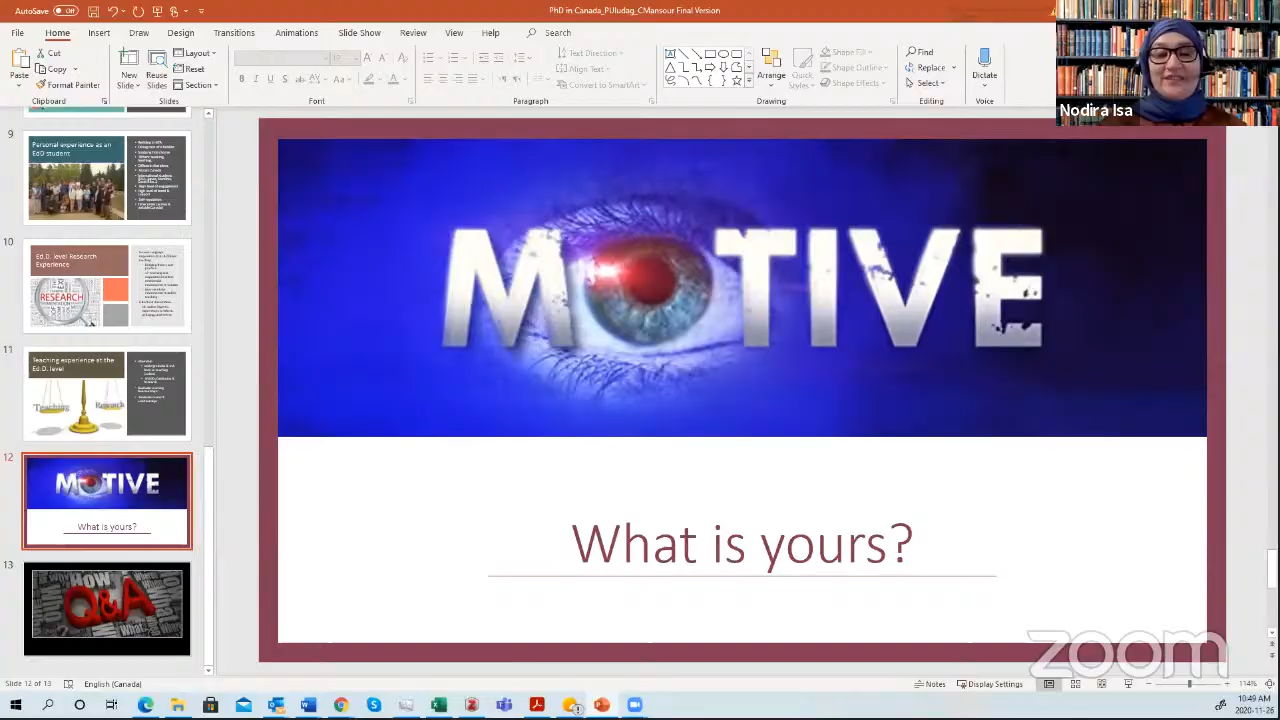 AutoSave Off
PhD in Canada_PUludag_CMansour Final Version
File Home Insert Draw Design Transitions Animations Slide Show Review View Help Search
Paste
Cut
Copy
Format Painter
Clipboard
New Slide
Reuse Slides
Layout
Reset
Section
Slides
B I U S
Font
Text Direction
Align Text
Convert to SmartArt
Paragraph
Arrange
Quick Styles
Shape Fill
Shape Outline
Shape Effects
Drawing
Find
Replace
Select
Editing
Dictate
Voice
Nodira Isa
9
Personal experience as an
EdD student
10
Ed.D. level Research
Experience
RESEARCH
11
Teaching experience at the
Ed.D. level
Teaching Research
12
MOTIVE
What is yours?
13
HOW
Q&A
MOTIVE
What is yours?
zoom
Slide 12 of 13
English (Canada)
Notes
Display Settings
114%
10:49 AM
2020-11-26